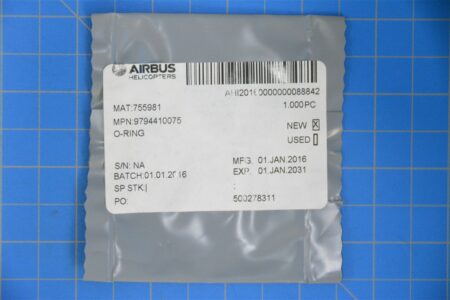 AIRBUS
HELICOPTERS
AHI20160000000088842
MAT:755981
1.000PC
MPN:9794410075
O-RING
NEW X
USED
S/N: NA
MFG. 01.JAN.2016
BATCH:01.01.2016
EXP. 01.JAN.2031
SP STK:
:
PO:
500278311